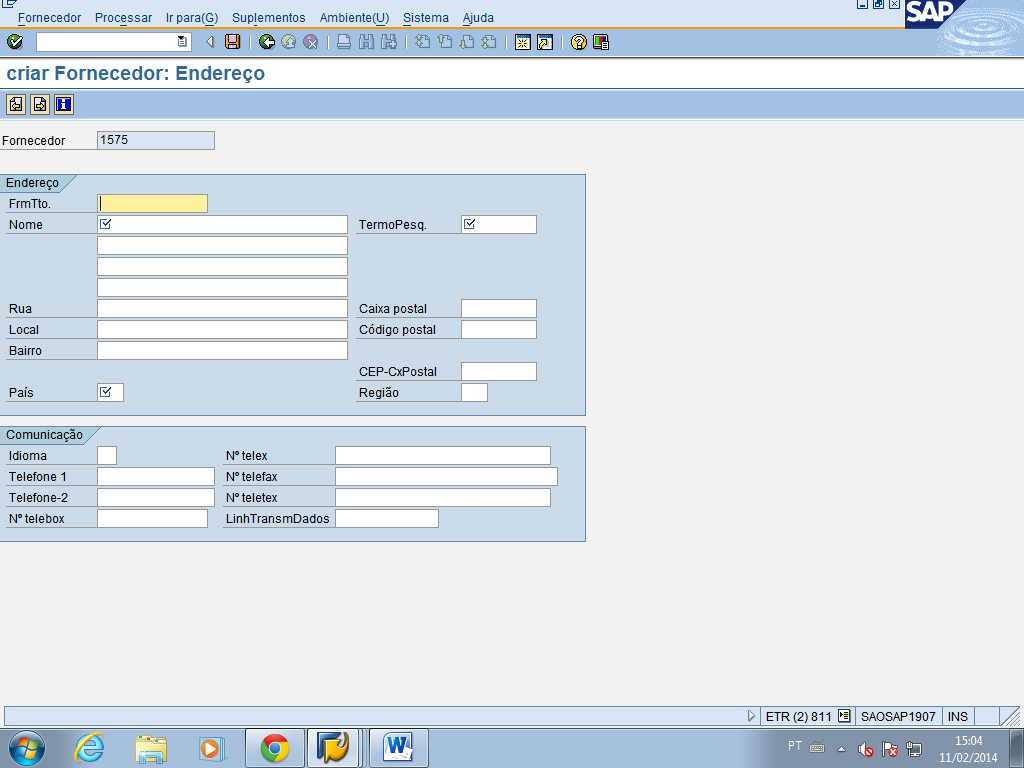 Fornecedor Processar Ir para(G) Suplementos Ambiente(U) Sistema Ajuda
SAP
criar Fornecedor: Endereço
Fornecedor 1575
Endereço
FrmTto.
Nome TermoPesq.
Rua Caixa postal
Local Código postal
Bairro
CEP-CxPostal
País Região
Comunicação
Idioma Nº telex
Telefone 1 Nº telefax
Telefone-2 Nº teletex
Nº telebox LinhTransmDados
ETR (2) 811 SAOSAP1907 INS
PT 15:04
11/02/2014